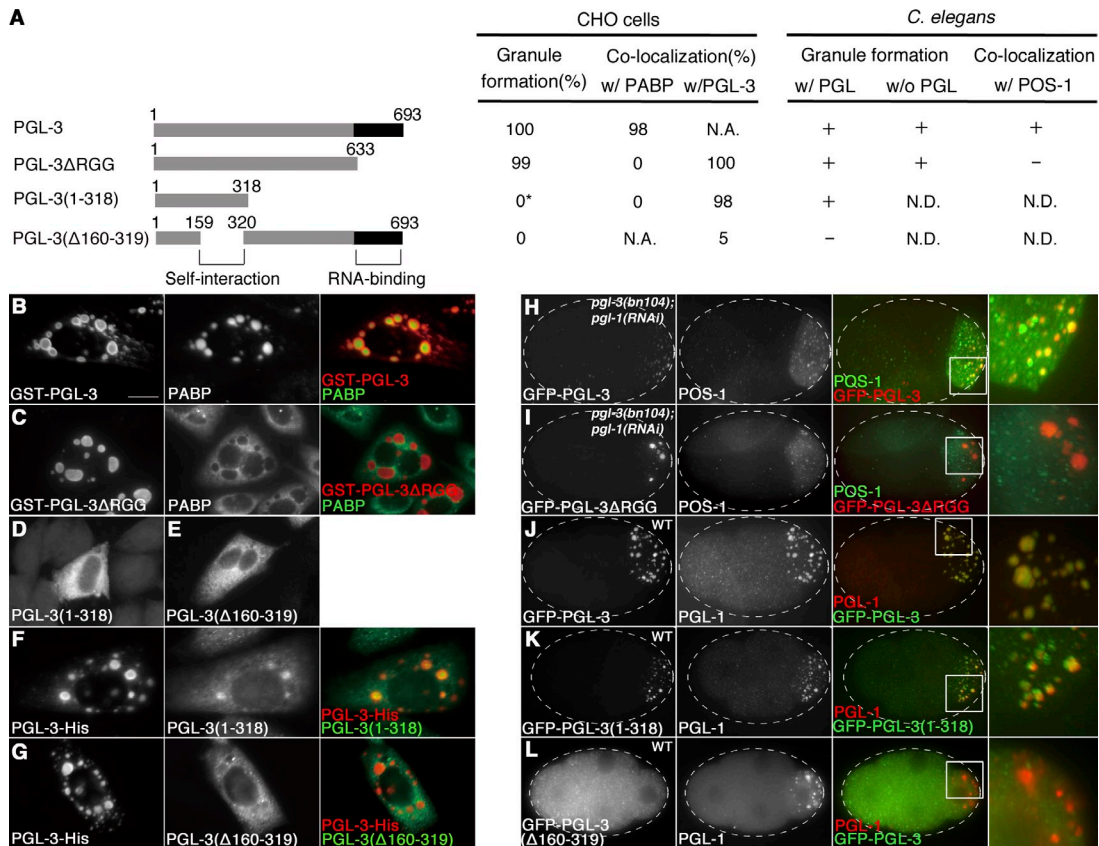 A
CHO cells
C. elegans
Granule formation(%)
Co-localization(%)
w/ PABP w/PGL-3
Granule formation
w/ PGL w/o PGL
Co-localization
w/ POS-1
1 693
PGL-3 100 98 N.A. + + +
1 633
PGL-3ΔRGG 99 0 100 + + –
1 318
PGL-3(1-318) 0* 0 98 + N.D. N.D.
1 159 320 693
PGL-3(Δ160-319) 0 N.A. 5 – N.D. N.D.
Self-interaction RNA-binding
B
GST-PGL-3
PABP
GST-PGL-3
PABP
C
GST-PGL-3ΔRGG
PABP
GST-PGL-3ΔRGG
PABP
D
PGL-3(1-318)
E
PGL-3(Δ160-319)
F
PGL-3-His
PGL-3(1-318)
PGL-3-His
PGL-3(1-318)
G
PGL-3-His
PGL-3(Δ160-319)
PGL-3-His
PGL-3(Δ160-319)
H
pgl-3(bn104);
pgl-1(RNAi)
GFP-PGL-3
POS-1
POS-1
GFP-PGL-3
I
pgl-3(bn104);
pgl-1(RNAi)
GFP-PGL-3ΔRGG
POS-1
POS-1
GFP-PGL-3ΔRGG
J
WT
GFP-PGL-3
PGL-1
PGL-1
GFP-PGL-3
K
WT
GFP-PGL-3(1-318)
PGL-1
PGL-1
GFP-PGL-3(1-318)
L
WT
GFP-PGL-3
(Δ160-319)
PGL-1
PGL-1
GFP-PGL-3